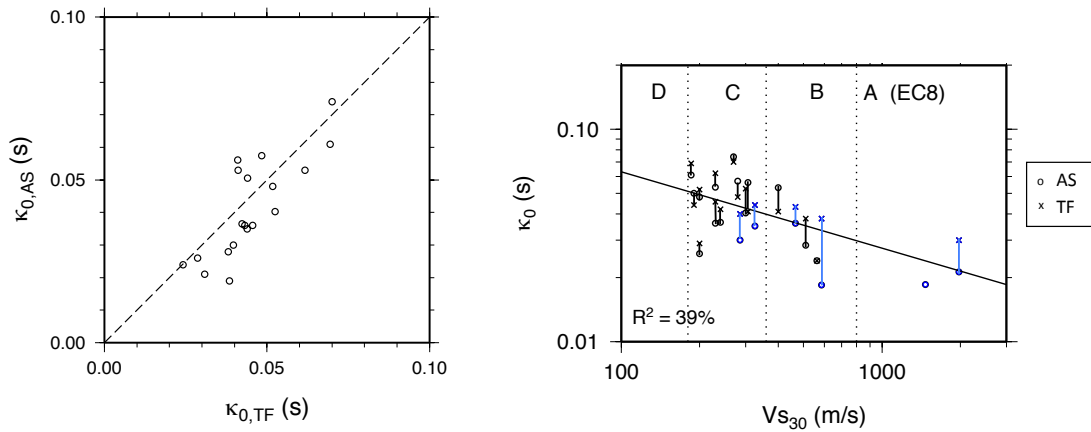 0.10
0.05
0.00
κ₀,AS (s)
0.00 0.05 0.10
κ₀,TF (s)
D C B A (EC8)
0.10
0.01
κ₀ (s)
R² = 39%
100 1000
Vs₃₀ (m/s)
o AS
x TF